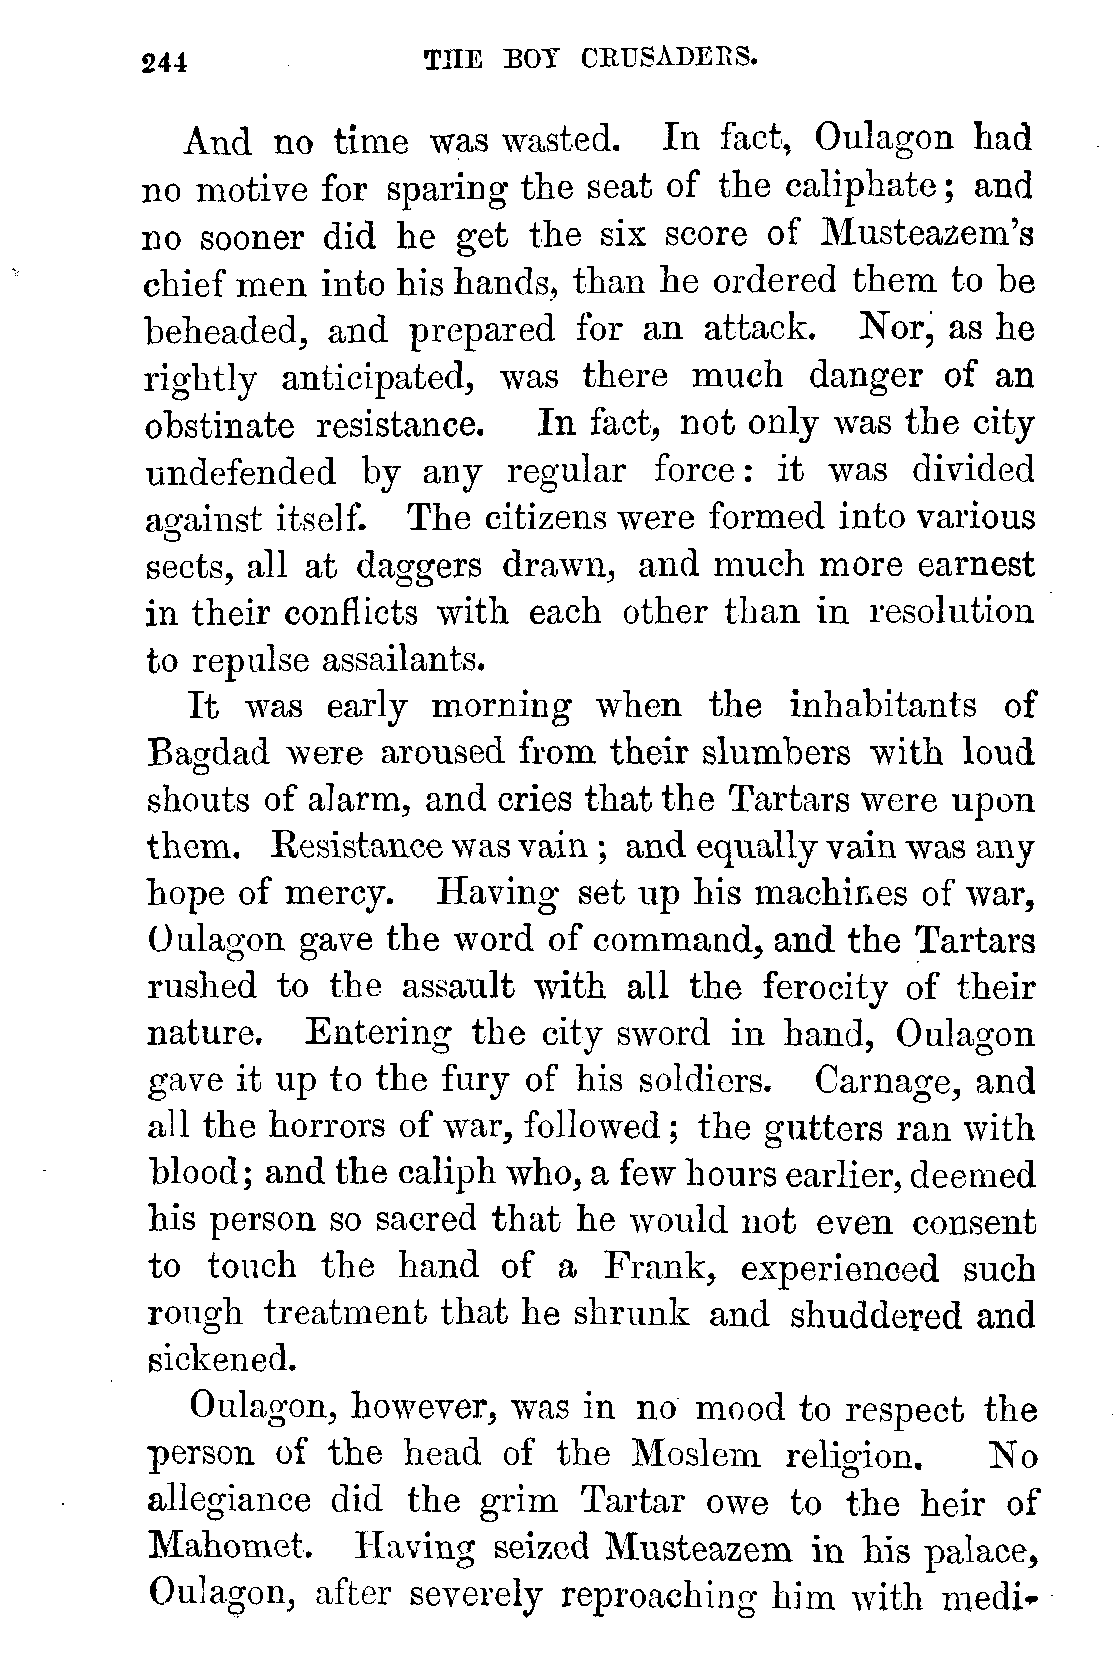 244 THE BOY CRUSADERS.
And no time was wasted. In fact, Oulagon had
no motive for sparing the seat of the caliphate; and
no sooner did he get the six score of Musteazem's
chief men into his hands, than he ordered them to be
beheaded, and prepared for an attack. Nor, as he
rightly anticipated, was there much danger of an
obstinate resistance. In fact, not only was the city
undefended by any regular force: it was divided
against itself. The citizens were formed into various
sects, all at daggers drawn, and much more earnest
in their conflicts with each other than in resolution
to repulse assailants.
It was early morning when the inhabitants of
Bagdad were aroused from their slumbers with loud
shouts of alarm, and cries that the Tartars were upon
them. Resistance was vain; and equally vain was any
hope of mercy. Having set up his machines of war,
Oulagon gave the word of command, and the Tartars
rushed to the assault with all the ferocity of their
nature. Entering the city sword in hand, Oulagon
gave it up to the fury of his soldiers. Carnage, and
all the horrors of war, followed; the gutters ran with
blood; and the caliph who, a few hours earlier, deemed
his person so sacred that he would not even consent
to touch the hand of a Frank, experienced such
rough treatment that he shrunk and shuddered and
sickened.
Oulagon, however, was in no mood to respect the
person of the head of the Moslem religion. No
allegiance did the grim Tartar owe to the heir of
Mahomet. Having seized Musteazem in his palace,
Oulagon, after severely reproaching him with medi-